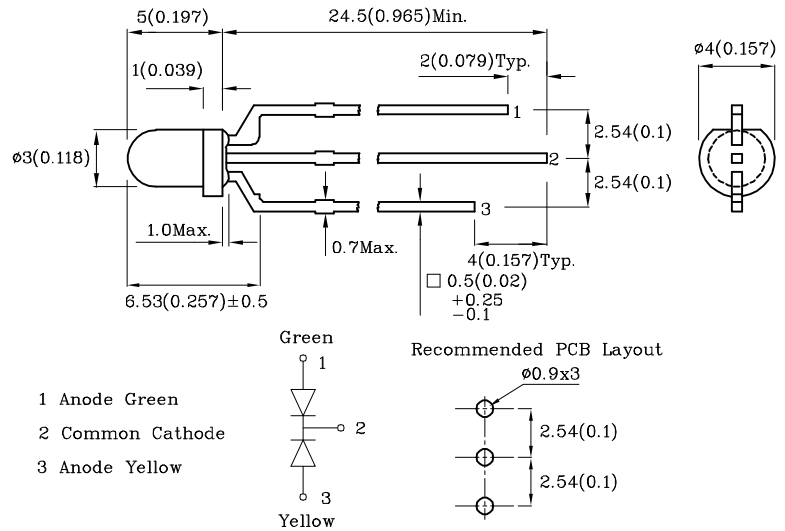 5(0.197)
24.5(0.965)Min.
2(0.079)Typ.
ø4(0.157)
1(0.039)
1
2.54(0.1)
ø3(0.118)
2
2.54(0.1)
3
1.0Max.
0.7Max.
4(0.157)Typ.
□ 0.5(0.02)
+0.25
−0.1
6.53(0.257)±0.5
Green
1
2
3
Yellow
1 Anode Green
2 Common Cathode
3 Anode Yellow
Recommended PCB Layout
ø0.9x3
2.54(0.1)
2.54(0.1)